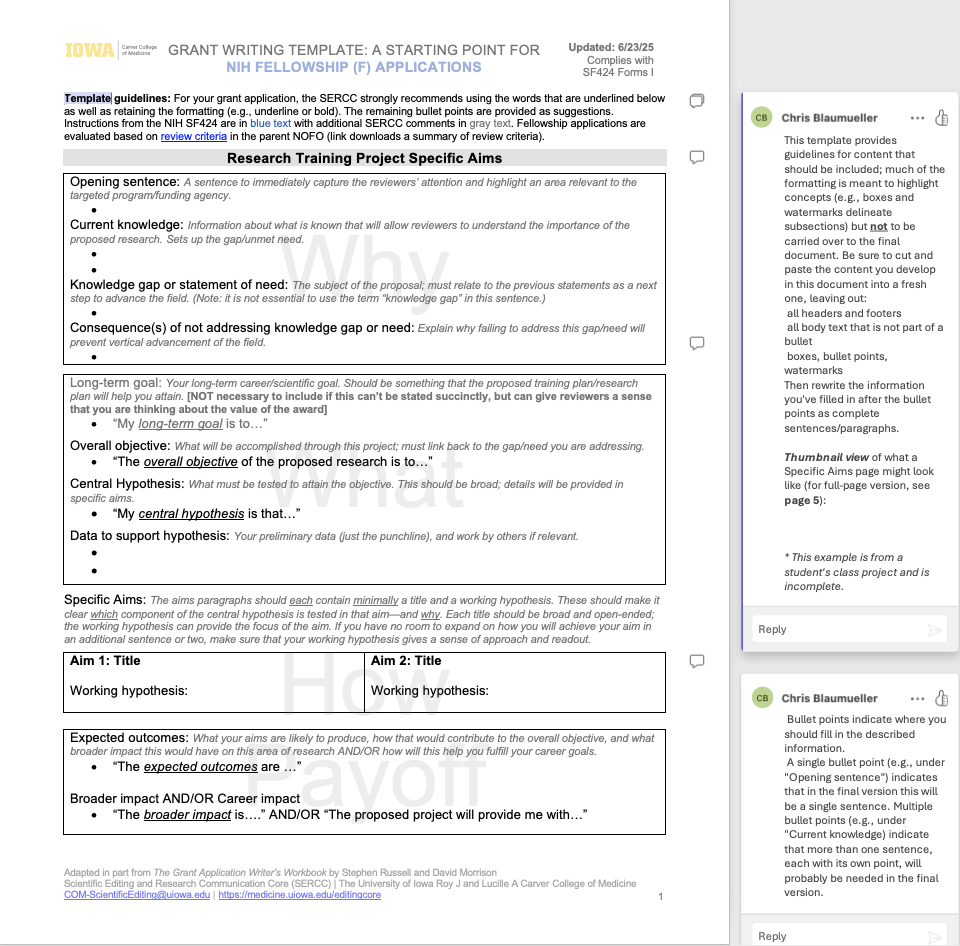 IOWA
Carver College
of Medicine
GRANT WRITING TEMPLATE: A STARTING POINT FOR
NIH FELLOWSHIP (F) APPLICATIONS
Updated: 6/23/25
Complies with
SF424 Forms I
Template guidelines: For your grant application, the SERCC strongly recommends using the words that are underlined below
as well as retaining the formatting (e.g., underline or bold). The remaining bullet points are provided as suggestions.
Instructions from the NIH SF424 are in blue text with additional SERCC comments in gray text. Fellowship applications are
evaluated based on review criteria in the parent NOFO (link downloads a summary of review criteria).
Research Training Project Specific Aims
Why
Opening sentence: A sentence to immediately capture the reviewers' attention and highlight an area relevant to the
targeted program/funding agency.
•
Current knowledge: Information about what is known that will allow reviewers to understand the importance of the
proposed research. Sets up the gap/unmet need.
•
•
Knowledge gap or statement of need: The subject of the proposal; must relate to the previous statements as a next
step to advance the field. (Note: it is not essential to use the term "knowledge gap" in this sentence.)
•
Consequence(s) of not addressing knowledge gap or need: Explain why failing to address this gap/need will
prevent vertical advancement of the field.
•
What
Long-term goal: Your long-term career/scientific goal. Should be something that the proposed training plan/research
plan will help you attain. [NOT necessary to include if this can't be stated succinctly, but can give reviewers a sense
that you are thinking about the value of the award]
• "My long-term goal is to…"
Overall objective: What will be accomplished through this project; must link back to the gap/need you are addressing.
• "The overall objective of the proposed research is to…"
Central Hypothesis: What must be tested to attain the objective. This should be broad; details will be provided in
specific aims.
• "My central hypothesis is that…"
Data to support hypothesis: Your preliminary data (just the punchline), and work by others if relevant.
•
•
Specific Aims: The aims paragraphs should each contain minimally a title and a working hypothesis. These should make it
clear which component of the central hypothesis is tested in that aim—and why. Each title should be broad and open-ended;
the working hypothesis can provide the focus of the aim. If you have no room to expand on how you will achieve your aim in
an additional sentence or two, make sure that your working hypothesis gives a sense of approach and readout.
How
Aim 1: Title
Working hypothesis:
Aim 2: Title
Working hypothesis:
Payoff
Expected outcomes: What your aims are likely to produce, how that would contribute to the overall objective, and what
broader impact this would have on this area of research AND/OR how will this help you fulfill your career goals.
• "The expected outcomes are …"
Broader impact AND/OR Career impact
• "The broader impact is…." AND/OR "The proposed project will provide me with…"
Adapted in part from The Grant Application Writer's Workbook by Stephen Russell and David Morrison
Scientific Editing and Research Communication Core (SERCC) | The University of Iowa Roy J and Lucille A Carver College of Medicine
COM-ScientificEditing@uiowa.edu | https://medicine.uiowa.edu/editingcore
1
CB
Chris Blaumueller
This template provides
guidelines for content that
should be included; much of the
formatting is meant to highlight
concepts (e.g., boxes and
watermarks delineate
subsections) but not to be
carried over to the final
document. Be sure to cut and
paste the content you develop
in this document into a fresh
one, leaving out:
all headers and footers
all body text that is not part of a
bullet
boxes, bullet points,
watermarks
Then rewrite the information
you've filled in after the bullet
points as complete
sentences/paragraphs.
Thumbnail view of what a
Specific Aims page might look
like (for full-page version, see
page 5):
* This example is from a
student's class project and is
incomplete.
Reply
CB
Chris Blaumueller
Bullet points indicate where you
should fill in the described
information.
A single bullet point (e.g., under
"Opening sentence") indicates
that in the final version this will
be a single sentence. Multiple
bullet points (e.g., under
"Current knowledge) indicate
that more than one sentence,
each with its own point, will
probably be needed in the final
version.
Reply